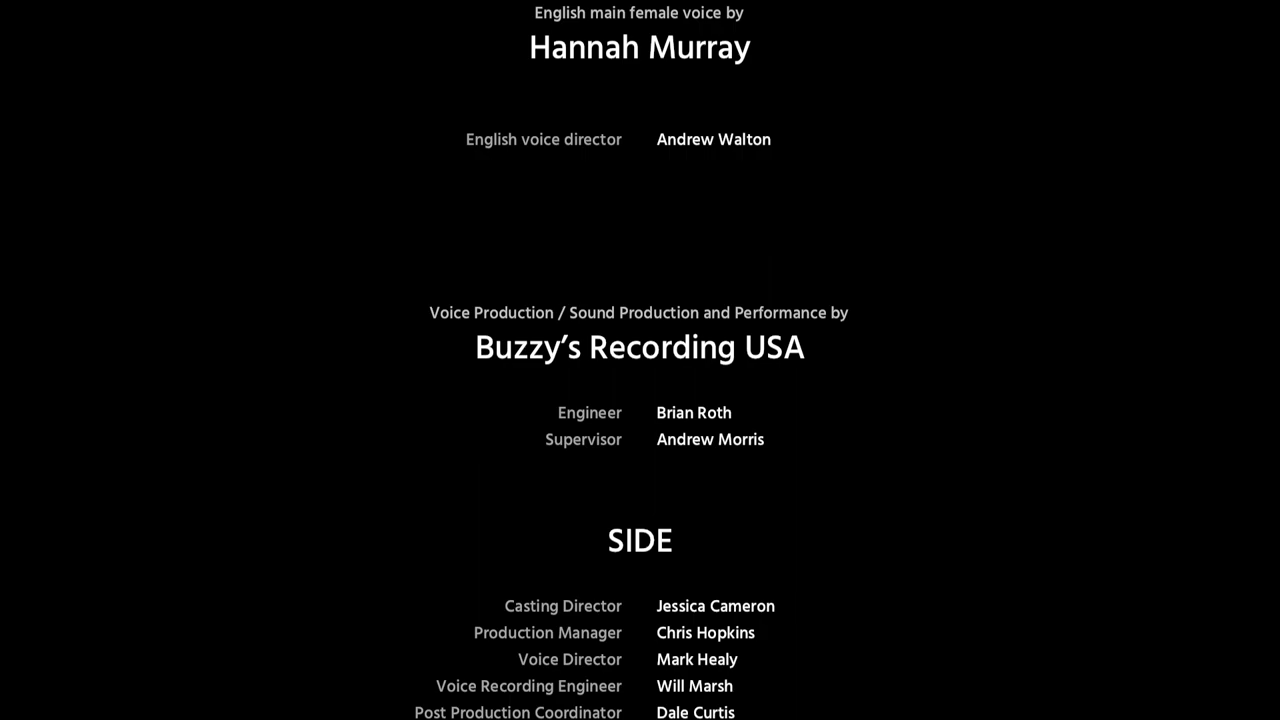 English main female voice by
Hannah Murray
English voice director Andrew Walton
Voice Production / Sound Production and Performance by
Buzzy’s Recording USA
Engineer Brian Roth
Supervisor Andrew Morris
SIDE
Casting Director Jessica Cameron
Production Manager Chris Hopkins
Voice Director Mark Healy
Voice Recording Engineer Will Marsh
Post Production Coordinator Dale Curtis